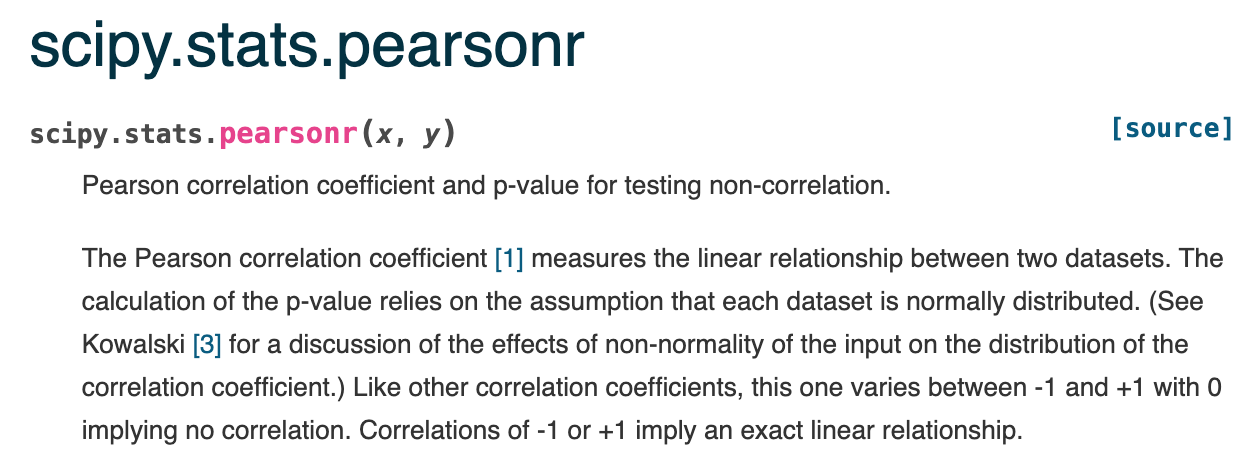 scipy.stats.pearsonr
scipy.stats.pearsonr(x, y) [source]
Pearson correlation coefficient and p-value for testing non-correlation.
The Pearson correlation coefficient [1] measures the linear relationship between two datasets. The
calculation of the p-value relies on the assumption that each dataset is normally distributed. (See
Kowalski [3] for a discussion of the effects of non-normality of the input on the distribution of the
correlation coefficient.) Like other correlation coefficients, this one varies between -1 and +1 with 0
implying no correlation. Correlations of -1 or +1 imply an exact linear relationship.